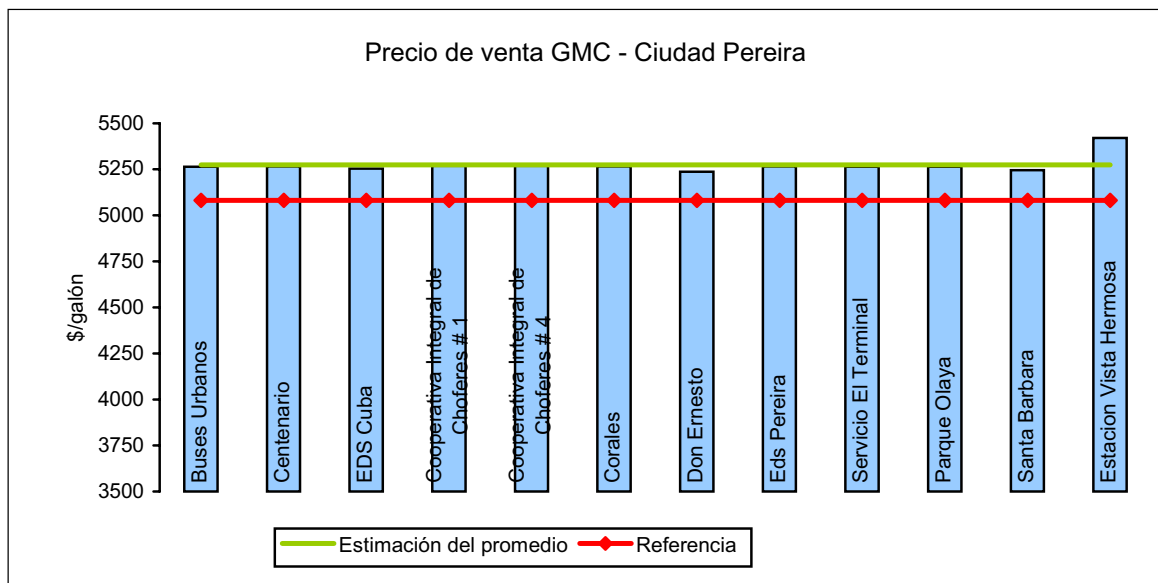 Precio de venta GMC - Ciudad Pereira
$/galón
5500
5250
5000
4750
4500
4250
4000
3750
3500
Buses Urbanos
Centenario
EDS Cuba
Cooperativa Integral de
Choferes # 1
Cooperativa Integral de
Choferes # 4
Corales
Don Ernesto
Eds Pereira
Servicio El Terminal
Parque Olaya
Santa Barbara
Estacion Vista Hermosa
Estimación del promedio
Referencia